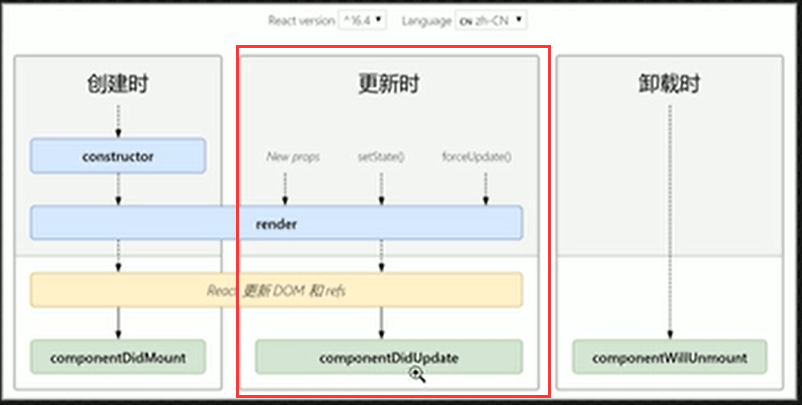 React version ^16.4 Language CN zh-CN
创建时 更新时 卸载时
constructor
New props setState() forceUpdate()
render
React 更新 DOM 和 refs
componentDidMount componentDidUpdate componentWillUnmount